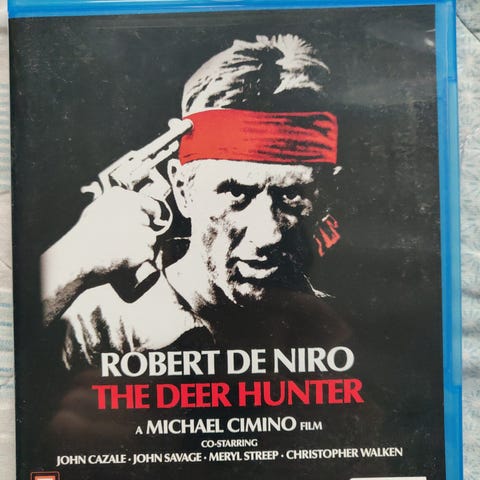 ROBERT DE NIRO
THE DEER HUNTER
A MICHAEL CIMINO FILM
CO-STARRING
JOHN CAZALE · JOHN SAVAGE · MERYL STREEP · CHRISTOPHER WALKEN